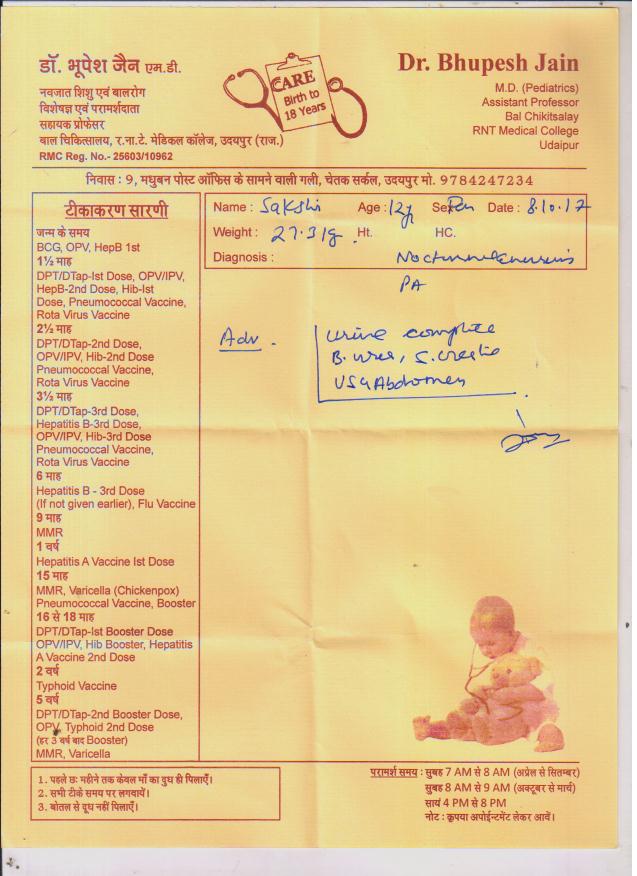 डॉ. भूपेश जैन एम.डी.
नवजात शिशु एवं बालरोग
विशेषज्ञ एवं परामर्शदाता
सहायक प्रोफेसर
बाल चिकित्सालय, र.ना.टे. मेडिकल कॉलेज, उदयपुर (राज.)
RMC Reg. No.- 25603/10962
CARE
Birth to
18 Years
Dr. Bhupesh Jain
M.D. (Pediatrics)
Assistant Professor
Bal Chikitsalay
RNT Medical College
Udaipur
निवास : 9, मधुबन पोस्ट ऑफिस के सामने वाली गली, चेतक सर्कल, उदयपुर मो. 9784247234
Name : Sakshi Age : 12y Sex Date : 8.10.17
Weight : Ht. HC.
Diagnosis : Nocturnal Enuresis
PA
Adv. Urine complete
B. urea, S. creatin
USG Abdomen
टीकाकरण सारणी
जन्म के समय
BCG, OPV, HepB 1st
1½ माह
DPT/DTap-Ist Dose, OPV/IPV,
HepB-2nd Dose, Hib-Ist
Dose, Pneumococcal Vaccine,
Rota Virus Vaccine
2½ माह
DPT/DTap-2nd Dose,
OPV/IPV, Hib-2nd Dose
Pneumococcal Vaccine,
Rota Virus Vaccine
3½ माह
DPT/DTap-3rd Dose,
Hepatitis B-3rd Dose,
OPV/IPV, Hib-3rd Dose
Pneumococcal Vaccine,
Rota Virus Vaccine
6 माह
Hepatitis B - 3rd Dose
(If not given earlier), Flu Vaccine
9 माह
MMR
1 वर्ष
Hepatitis A Vaccine Ist Dose
15 माह
MMR, Varicella (Chickenpox)
Pneumococcal Vaccine, Booster
16 से 18 माह
DPT/DTap-Ist Booster Dose
OPV/IPV, Hib Booster, Hepatitis
A Vaccine 2nd Dose
2 वर्ष
Typhoid Vaccine
5 वर्ष
DPT/DTap-2nd Booster Dose,
OPV, Typhoid 2nd Dose
(हर 3 वर्ष बाद Booster)
MMR, Varicella
1. पहले छः महीने तक केवल माँ का दुध ही पिलाएँ।
2. सभी टीके समय पर लगवायें।
3. बोतल से दूध नहीं पिलाएँ।
परामर्श समय : सुबह 7 AM से 8 AM (अप्रेल से सितम्बर)
सुबह 8 AM से 9 AM (अक्टूबर से मार्च)
सायं 4 PM से 8 PM
नोट : कृपया अपोईन्टमेंट लेकर आवें।